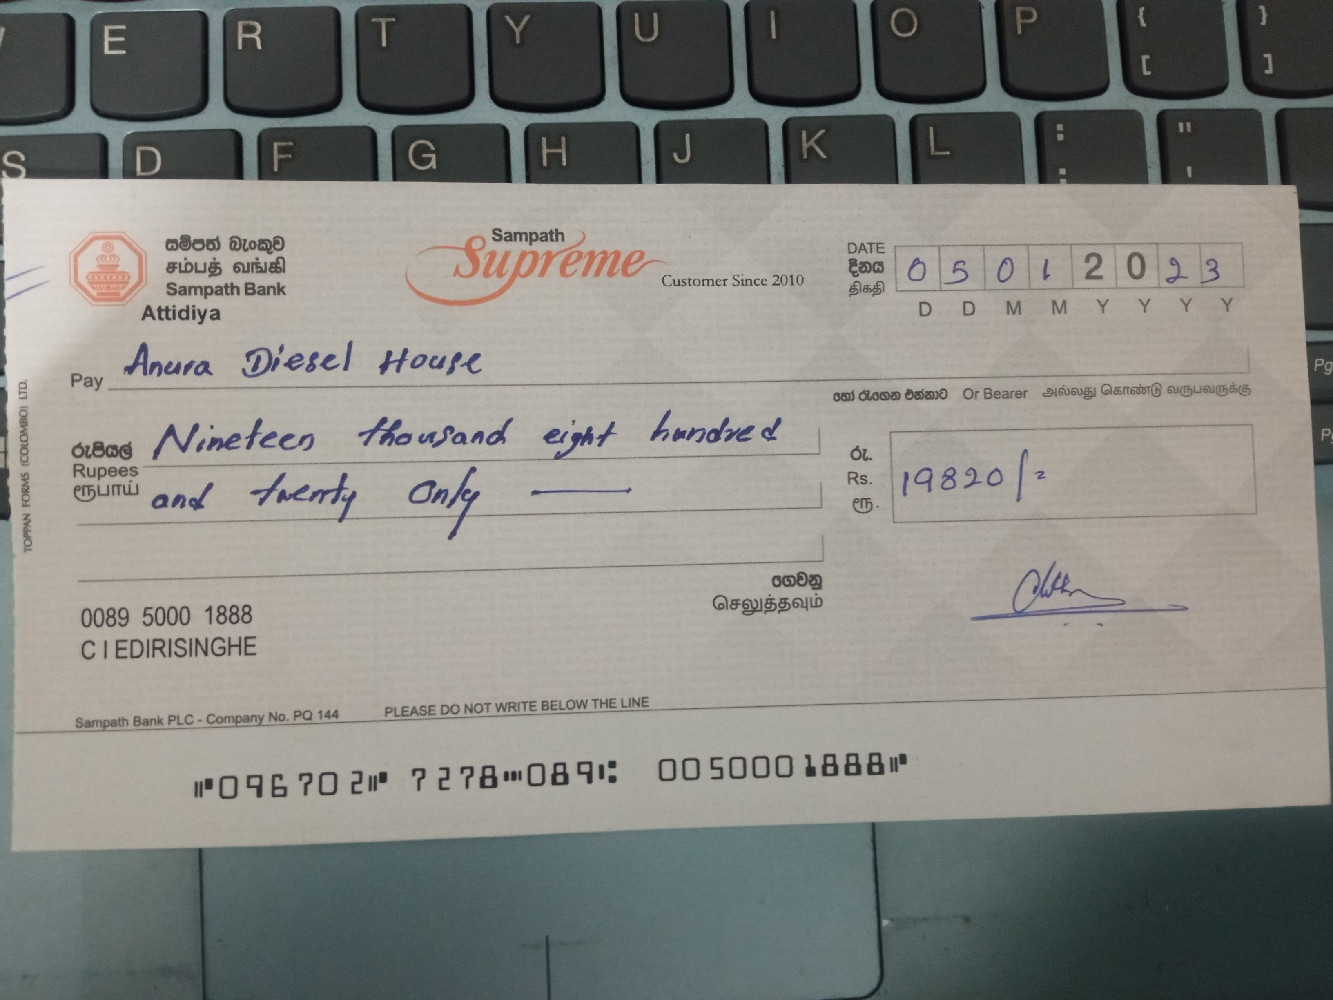 E R T Y U I O P { [ } ]
S D F G H J K L : ; " '
සම්පත් බැංකුව
சம்பத் வங்கி
Sampath Bank
Attidiya
Sampath
Supreme
Customer Since 2010
DATE
දිනය
திகதி
0 5 0 1 2 0 2 3
D D M M Y Y Y Y
Pay Anura Diesel House
හෝ රැගෙන එන්නාට Or Bearer அல்லது கொண்டு வருபவருக்கு
රුපියල්
Rupees
ரூபாய்
Nineteen thousand eight hundred
and twenty Only
රු.
Rs.
ரூ.
19820/=
ගෙවනු
செலுத்தவும்
0089 5000 1888
C I EDIRISINGHE
Sampath Bank PLC - Company No. PQ 144
PLEASE DO NOT WRITE BELOW THE LINE
⑈096702⑈ 7278⑉089⑆ 0050001888⑈
TOPPAN FORMS (COLOMBO) LTD.
Pg